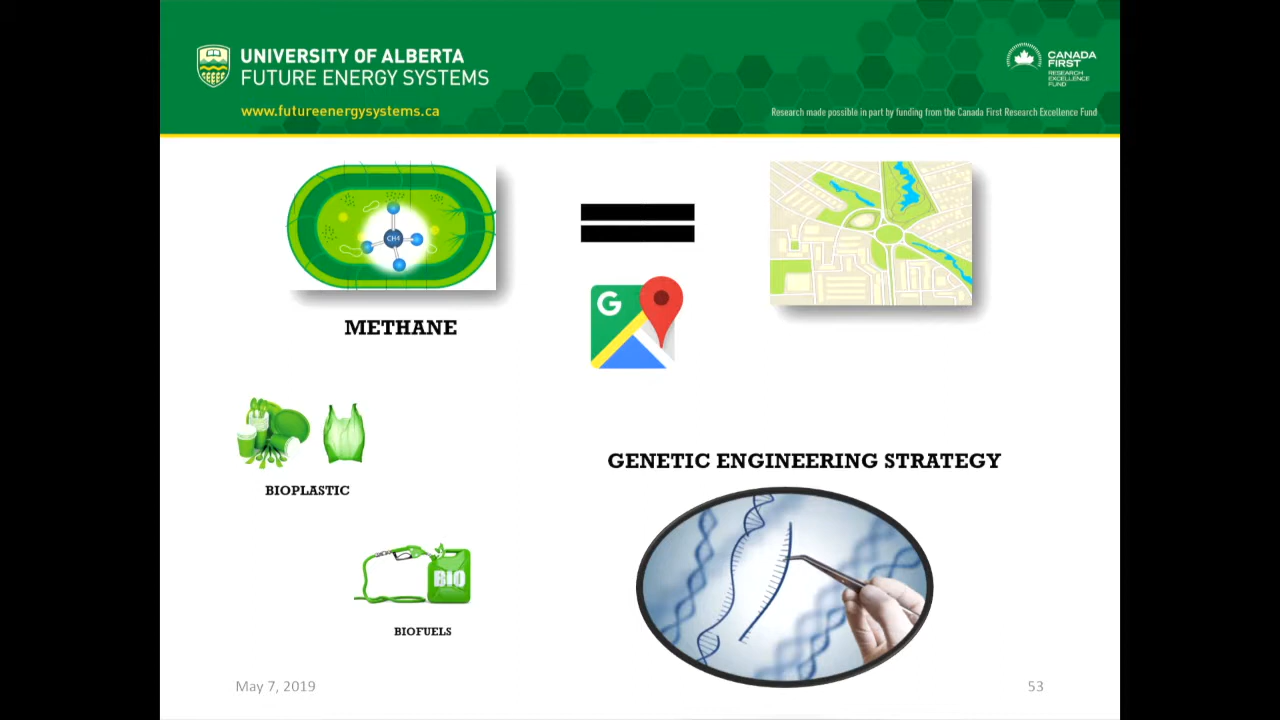 UNIVERSITY OF ALBERTA
FUTURE ENERGY SYSTEMS
www.futureenergysystems.ca
CANADA
FIRST
RESEARCH
EXCELLENCE
FUND
Research made possible in part by funding from the Canada First Research Excellence Fund
CH4
METHANE
G
BIOPLASTIC
GENETIC ENGINEERING STRATEGY
BIO
BIOFUELS
May 7, 2019
53